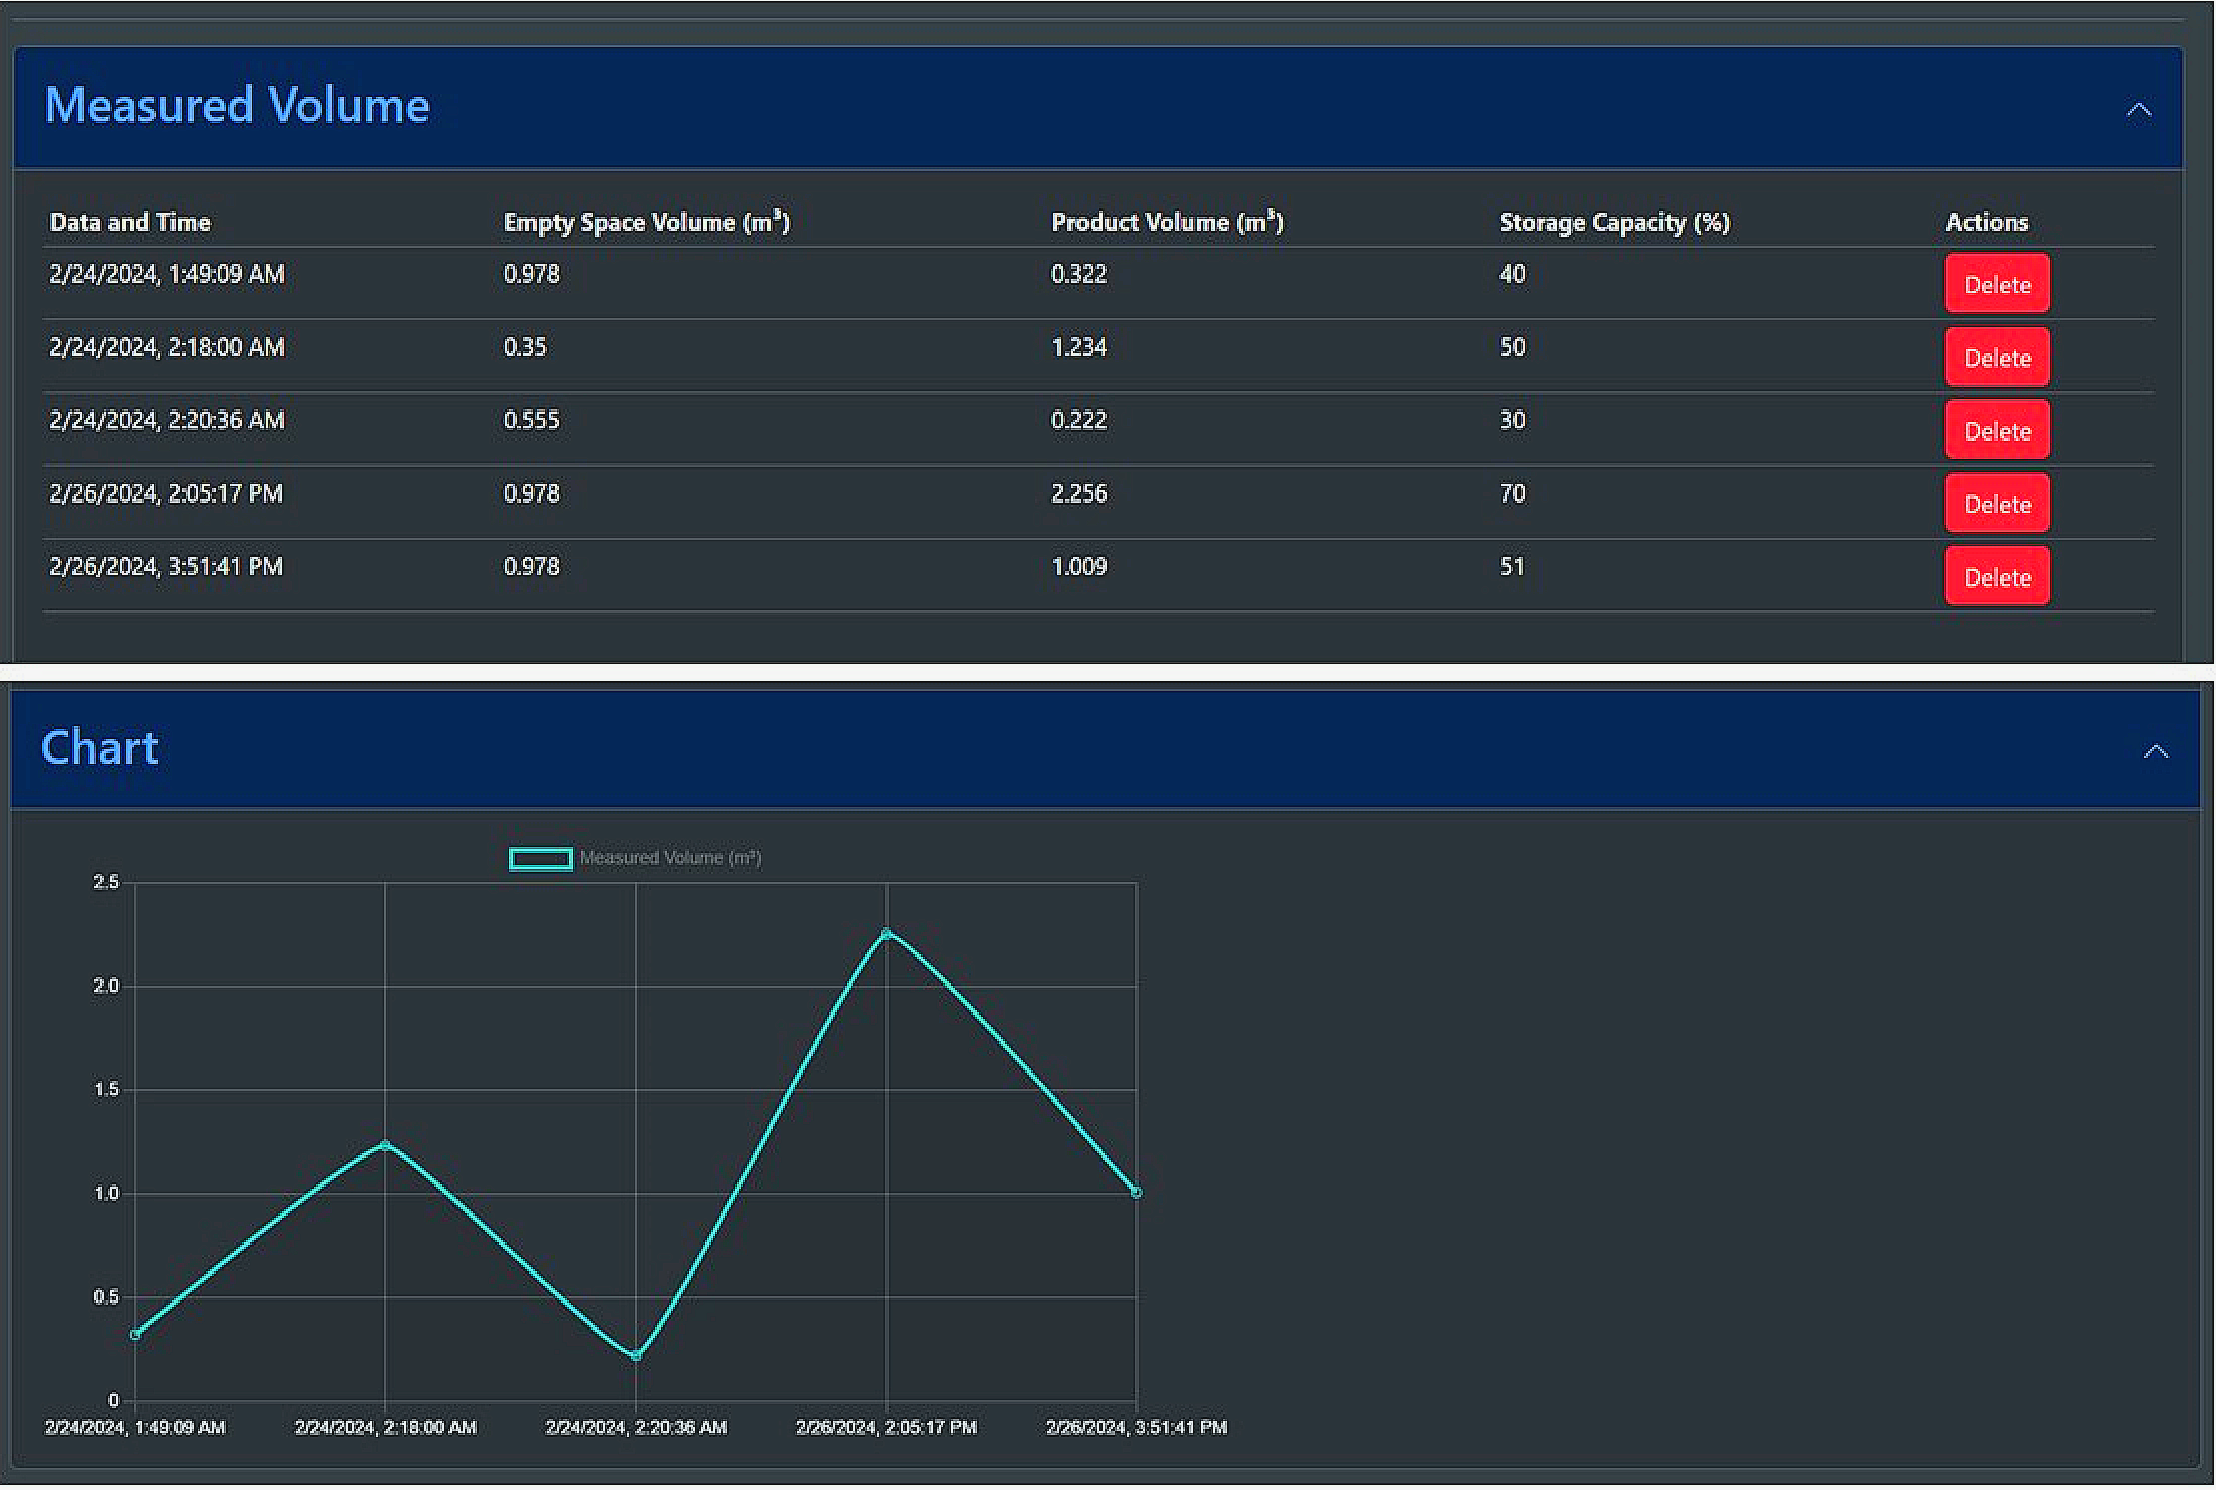 Measured Volume
Data and Time Empty Space Volume (m³) Product Volume (m³) Storage Capacity (%) Actions
2/24/2024, 1:49:09 AM 0.978 0.322 40 Delete
2/24/2024, 2:18:00 AM 0.35 1.234 50 Delete
2/24/2024, 2:20:36 AM 0.555 0.222 30 Delete
2/26/2024, 2:05:17 PM 0.978 2.256 70 Delete
2/26/2024, 3:51:41 PM 0.978 1.009 51 Delete
Chart
Measured Volume (m³)
2.5
2.0
1.5
1.0
0.5
0
2/24/2024, 1:49:09 AM 2/24/2024, 2:18:00 AM 2/24/2024, 2:20:36 AM 2/26/2024, 2:05:17 PM 2/26/2024, 3:51:41 PM